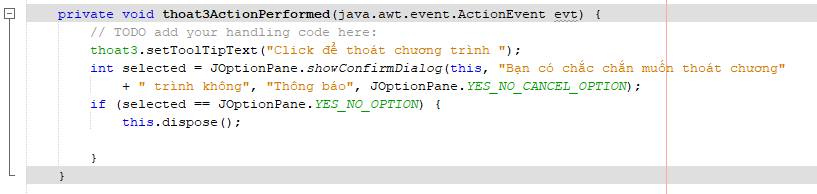 private void thoat3ActionPerformed(java.awt.event.ActionEvent evt) {
// TODO add your handling code here:
thoat3.setToolTipText("Click để thoát chương trình ");
int selected = JOptionPane.showConfirmDialog(this, "Bạn có chắc chắn muốn thoát chương"
+ " trình không", "Thông báo", JOptionPane.YES_NO_CANCEL_OPTION);
if (selected == JOptionPane.YES_NO_OPTION) {
this.dispose();
}
}